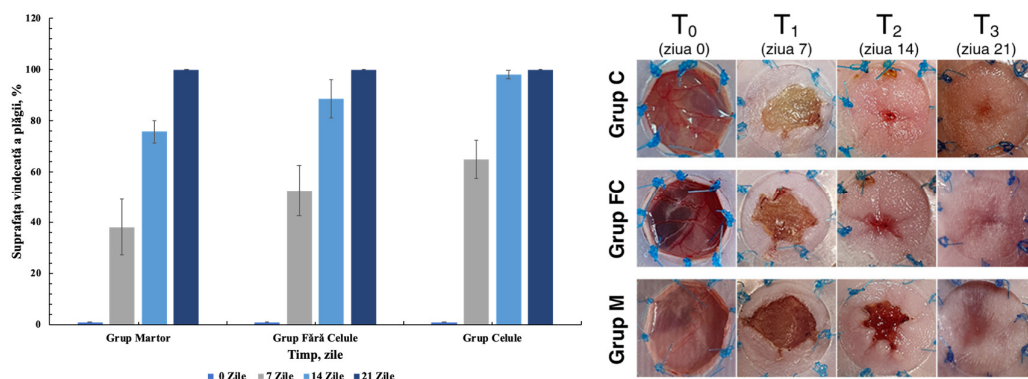 120
100
80
60
40
20
0
Suprafața vindecată a plăgii, %
Grup Martor
Grup Fără Celule
Grup Celule
Timp, zile
0 Zile
7 Zile
14 Zile
21 Zile
T₀
T₁
T₂
T₃
(ziua 0)
(ziua 7)
(ziua 14)
(ziua 21)
Grup C
Grup FC
Grup M